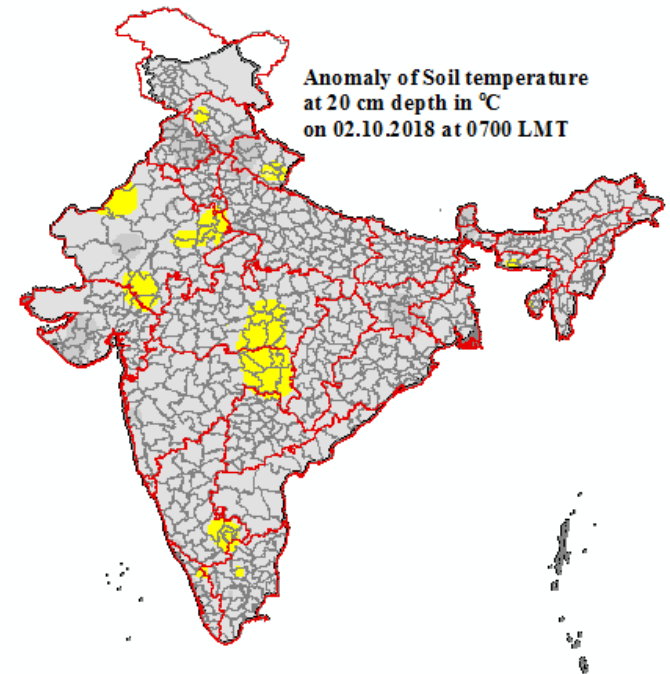 Anomaly of Soil temperature
at 20 cm depth in °C
on 02.10.2018 at 0700 LMT